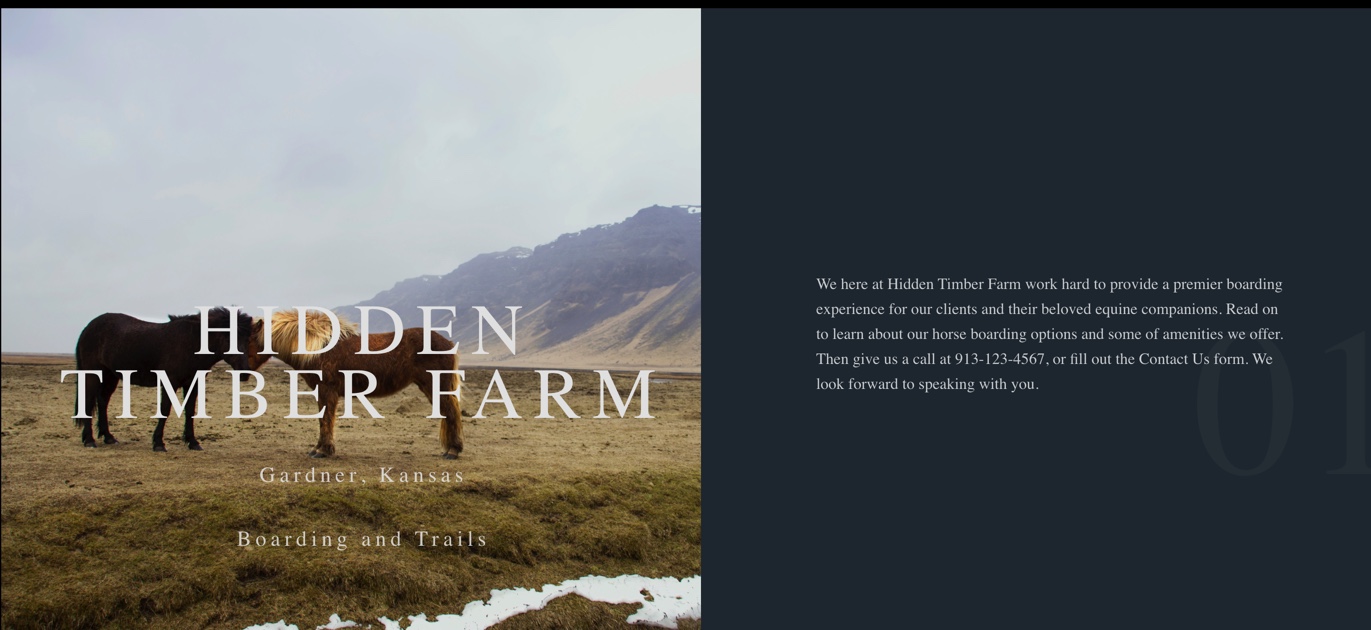 HIDDEN
TIMBER FARM
Gardner, Kansas
Boarding and Trails
We here at Hidden Timber Farm work hard to provide a premier boarding
experience for our clients and their beloved equine companions. Read on
to learn about our horse boarding options and some of amenities we offer.
Then give us a call at 913-123-4567, or fill out the Contact Us form. We
look forward to speaking with you.
01